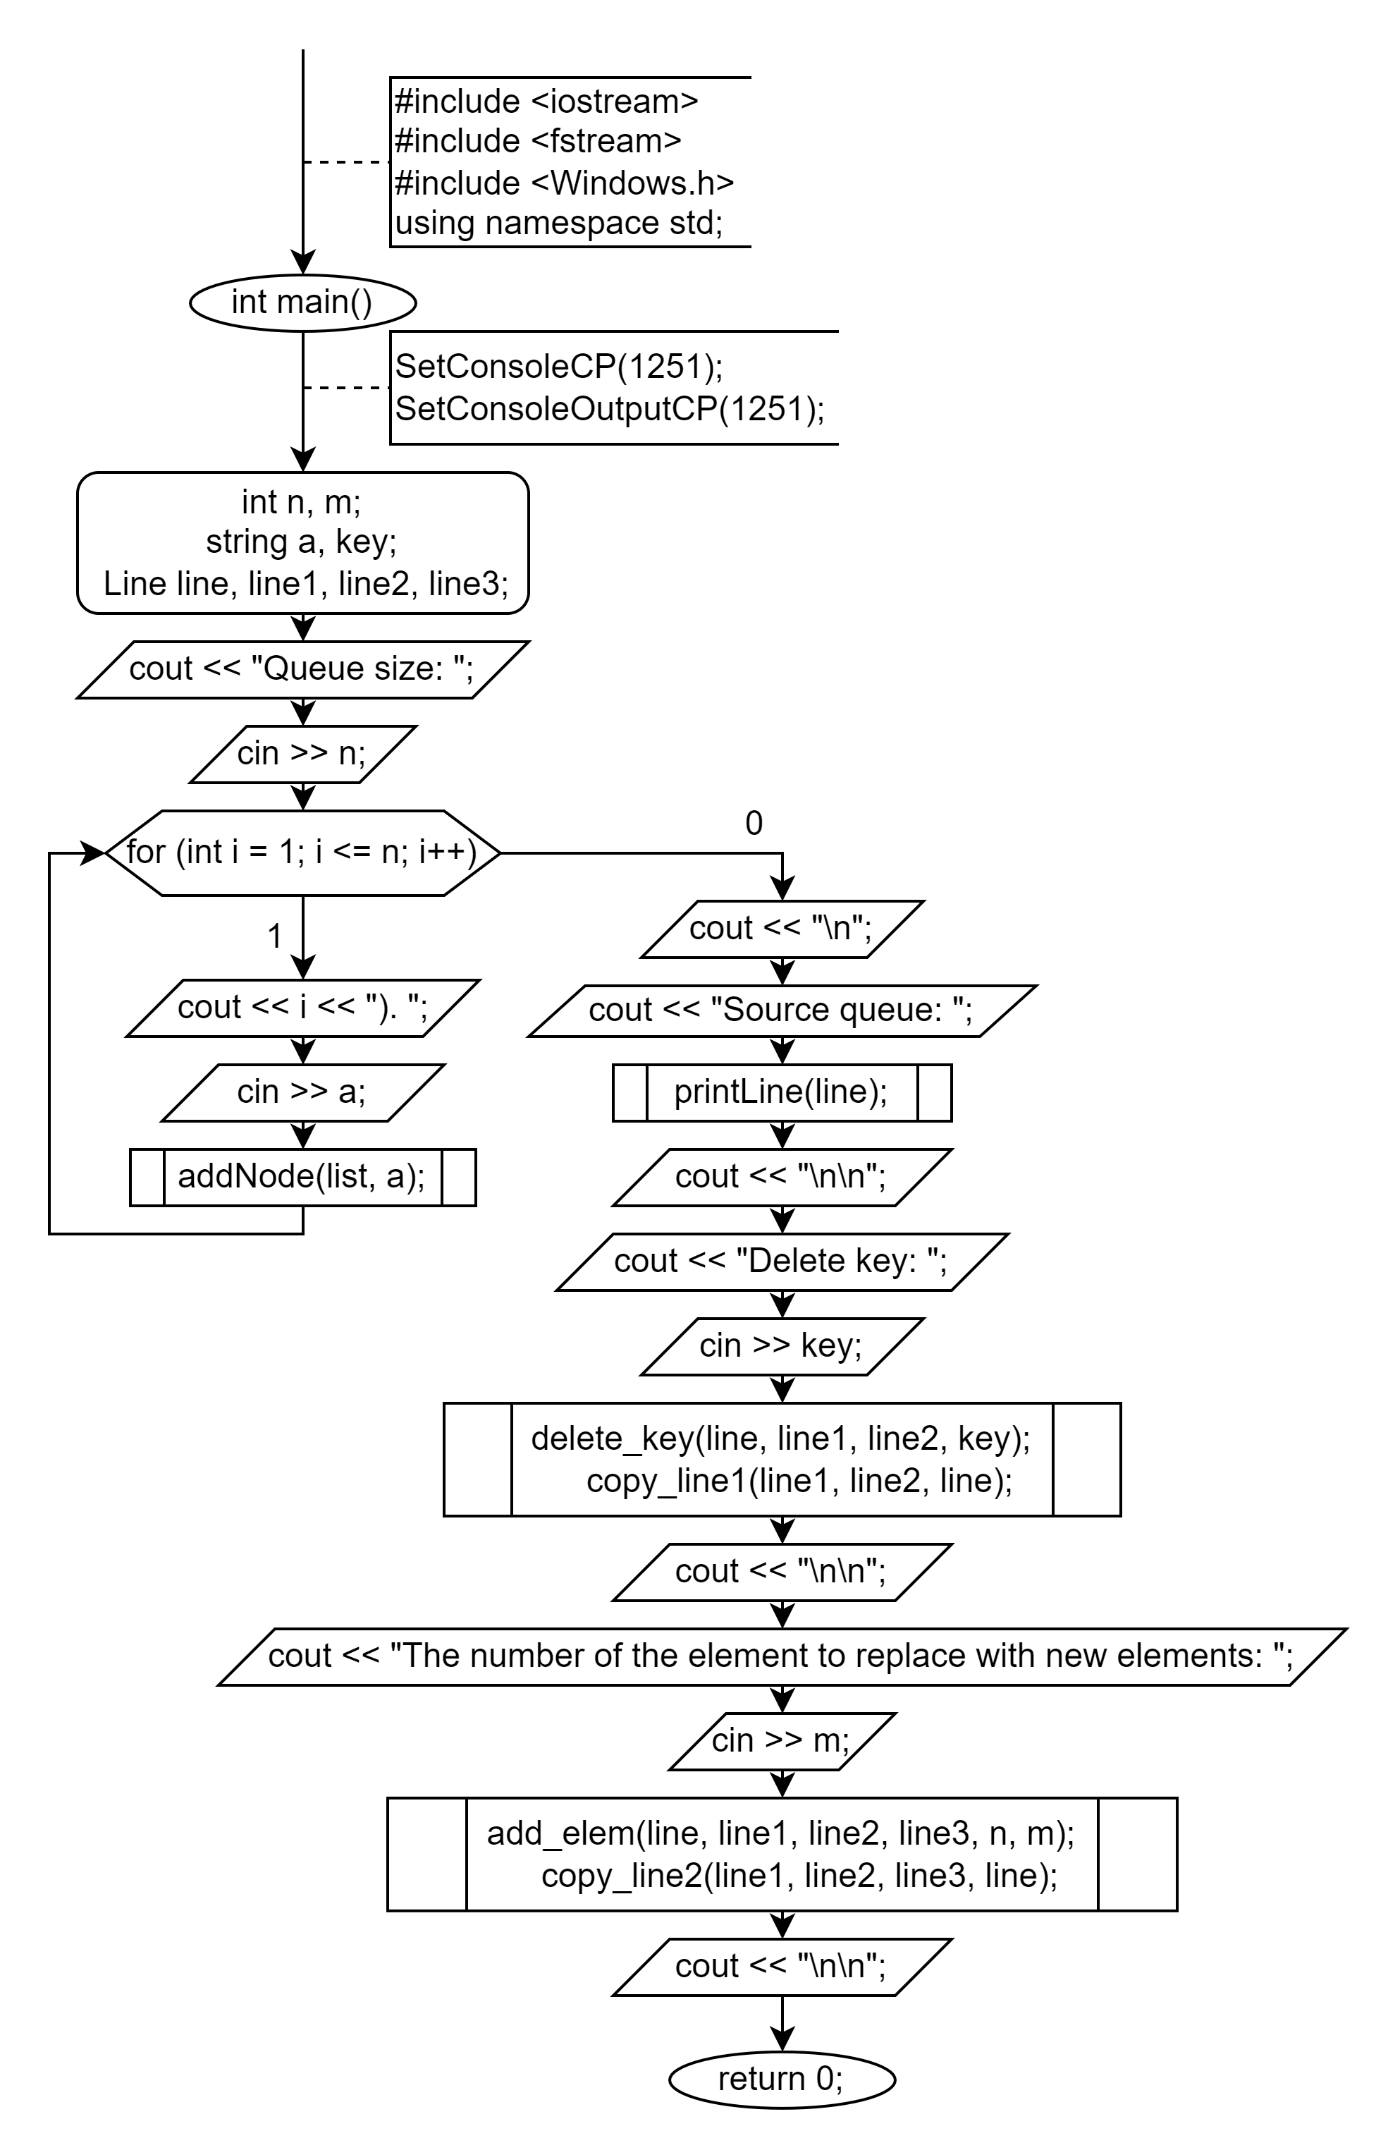 #include <iostream>
#include <fstream>
#include <Windows.h>
using namespace std;
int main()
SetConsoleCP(1251);
SetConsoleOutputCP(1251);
int n, m;
string a, key;
Line line, line1, line2, line3;
cout << "Queue size: ";
cin >> n;
for (int i = 1; i <= n; i++)
1
cout << i << "). ";
cin >> a;
addNode(list, a);
0
cout << "\n";
cout << "Source queue: ";
printLine(line);
cout << "\n\n";
cout << "Delete key: ";
cin >> key;
delete_key(line, line1, line2, key);
copy_line1(line1, line2, line);
cout << "\n\n";
cout << "The number of the element to replace with new elements: ";
cin >> m;
add_elem(line, line1, line2, line3, n, m);
copy_line2(line1, line2, line3, line);
cout << "\n\n";
return 0;